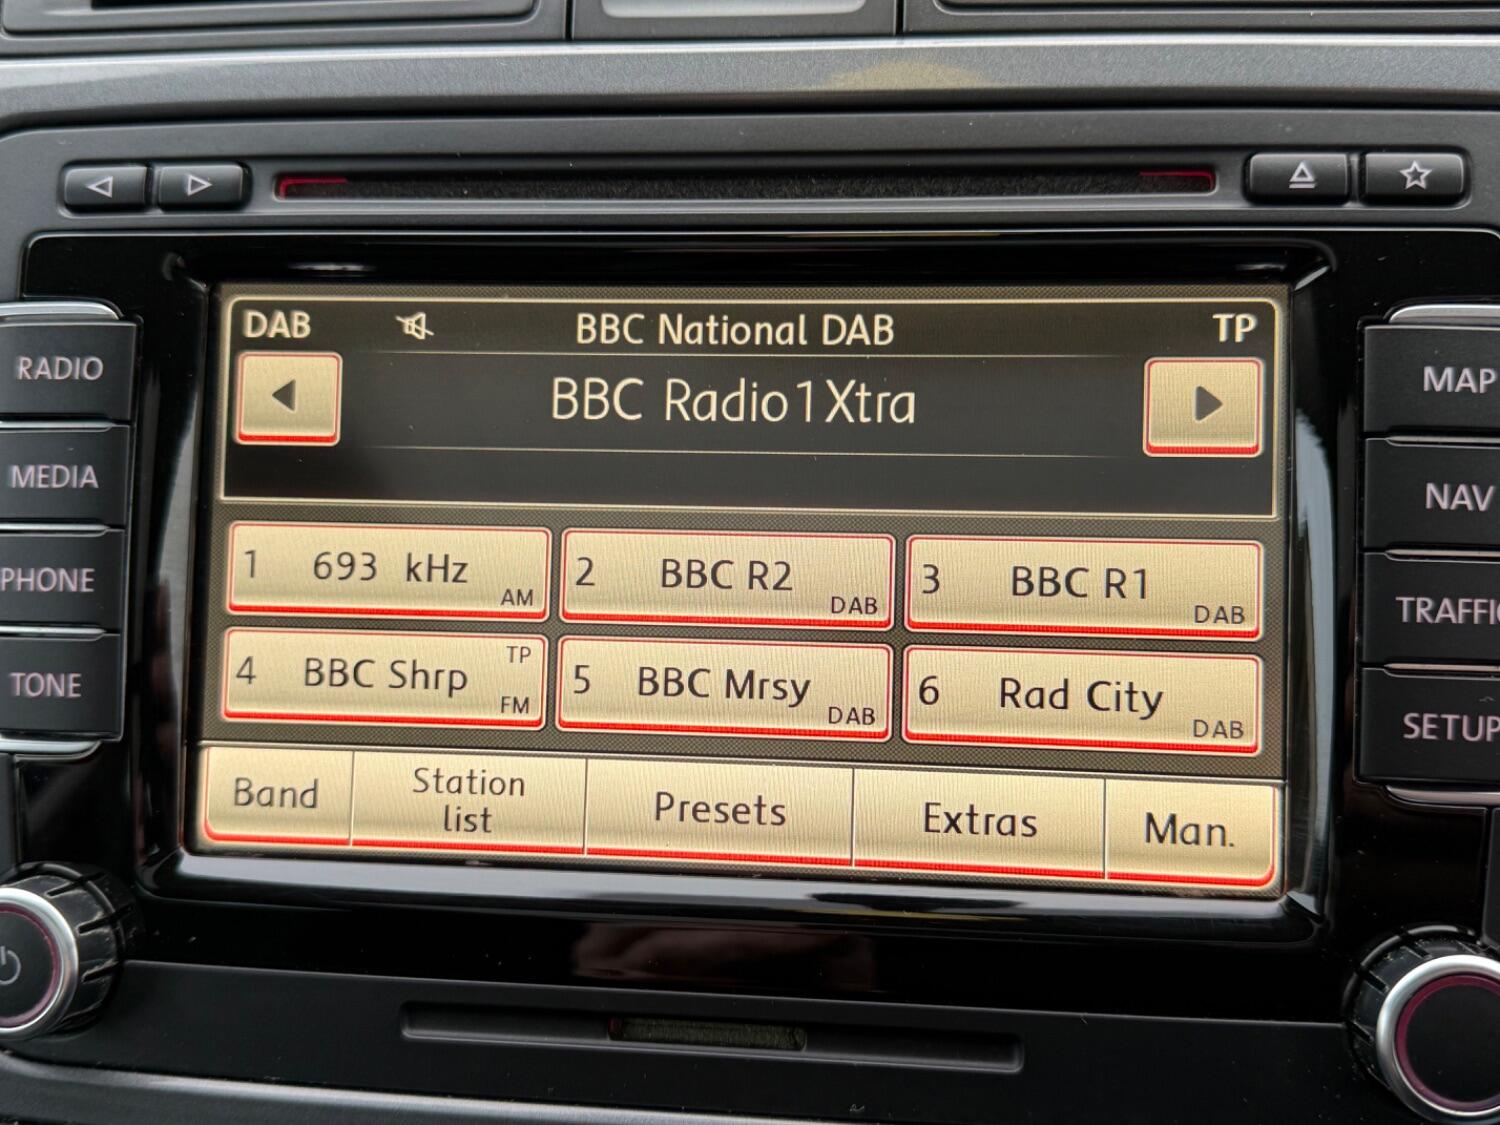 DAB BBC National DAB TP
BBC Radio1Xtra
RADIO
MEDIA
PHONE
TONE
1 693 kHz AM
2 BBC R2 DAB
3 BBC R1 DAB
4 BBC Shrp TP FM
5 BBC Mrsy DAB
6 Rad City DAB
Band
Station
list
Presets
Extras
Man.
MAP
NAV
TRAFFIC
SETUP